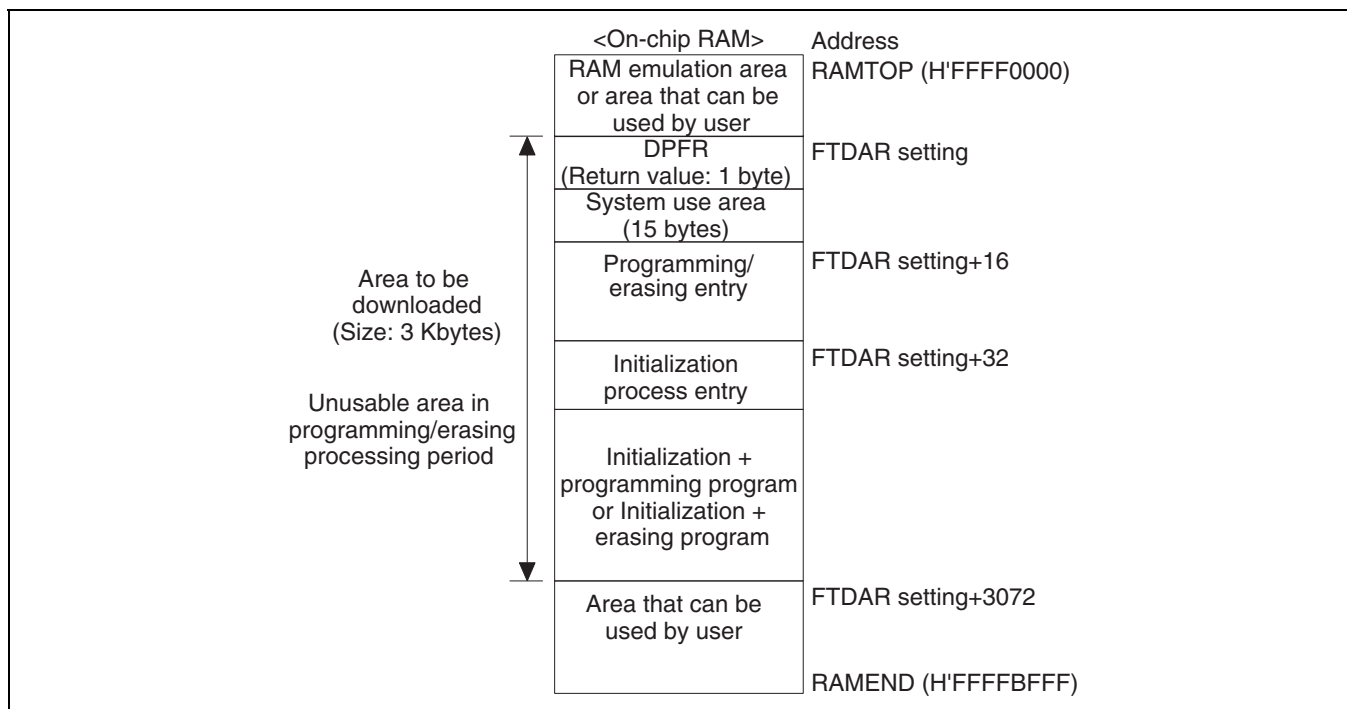 <On-chip RAM>
Address
RAM emulation area
or area that can be
used by user
RAMTOP (H'FFFF0000)
DPFR
(Return value: 1 byte)
FTDAR setting
System use area
(15 bytes)
Programming/
erasing entry
FTDAR setting+16
Area to be
downloaded
(Size: 3 Kbytes)
Initialization
process entry
FTDAR setting+32
Unusable area in
programming/erasing
processing period
Initialization +
programming program
or Initialization +
erasing program
Area that can be
used by user
FTDAR setting+3072
RAMEND (H'FFFFBFFF)